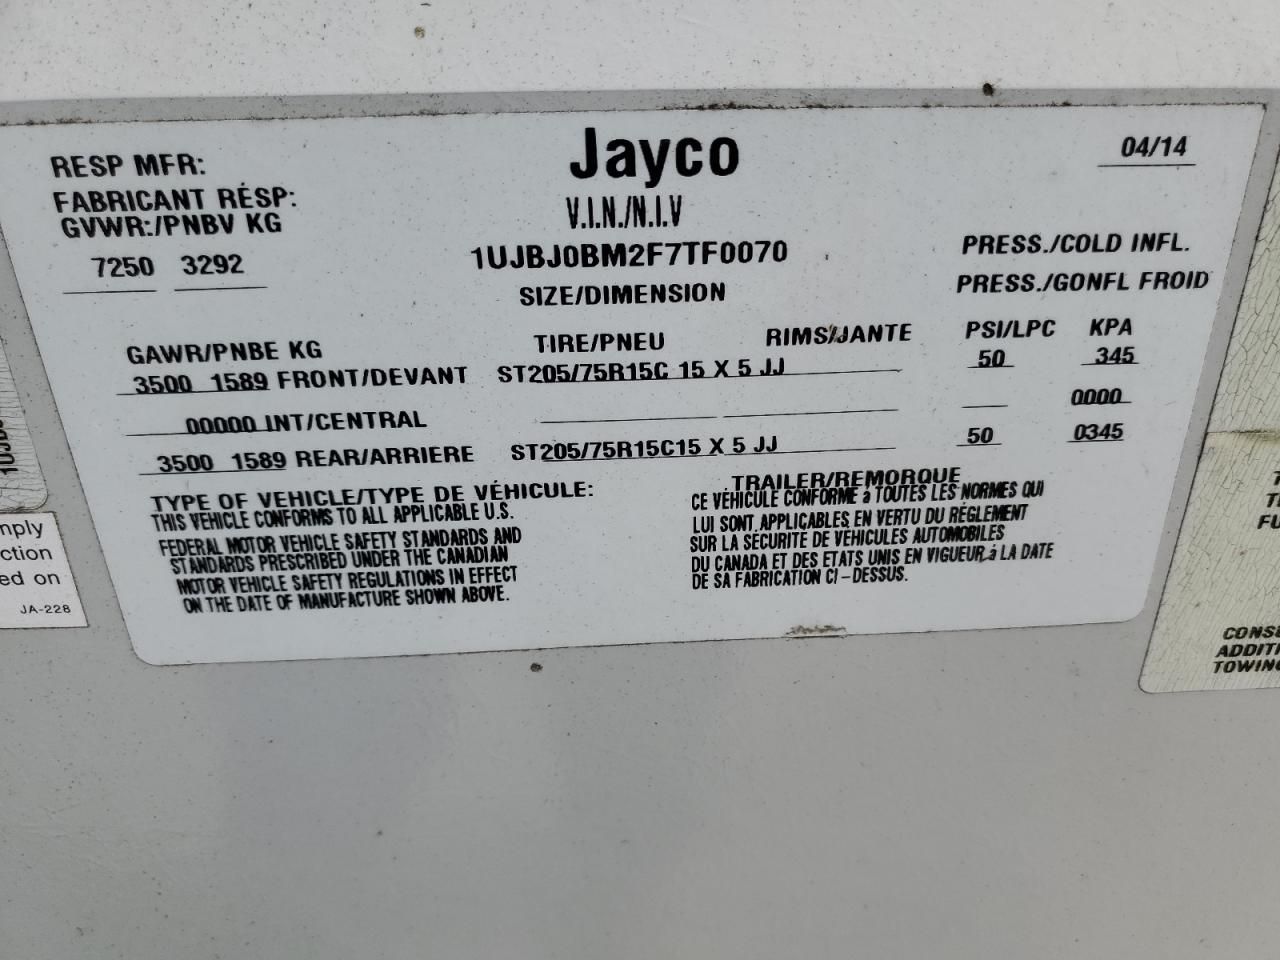 Jayco
04/14
RESP MFR:
FABRICANT RÉSP:
GVWR:/PNBV KG
7250 3292
V.I.N./N.I.V
1UJBJ0BM2F7TF0070
SIZE/DIMENSION
PRESS./COLD INFL.
PRESS./GONFL FROID
GAWR/PNBE KG TIRE/PNEU RIMS/JANTE PSI/LPC KPA
3500 1589 FRONT/DEVANT ST205/75R15C 15 X 5 JJ 50 345
00000 INT/CENTRAL 0000
3500 1589 REAR/ARRIERE ST205/75R15C15 X 5 JJ 50 0345
TYPE OF VEHICLE/TYPE DE VÉHICULE: TRAILER/REMORQUE
THIS VEHICLE CONFORMS TO ALL APPLICABLE U.S.
FEDERAL MOTOR VEHICLE SAFETY STANDARDS AND
STANDARDS PRESCRIBED UNDER THE CANADIAN
MOTOR VEHICLE SAFETY REGULATIONS IN EFFECT
ON THE DATE OF MANUFACTURE SHOWN ABOVE.
CE VÉHICULE CONFORME à TOUTES LES NORMES QUI
LUI SONT APPLICABLES EN VERTU DU RÉGLEMENT
SUR LA SÉCURITE DE VÉHICULES AUTOMOBILES
DU CANADA ET DES ETATS UNIS EN VIGUEUR à LA DATE
DE SA FABRICATION CI-DESSUS.
mply
ction
ed on
JA-228
FU
CONSU
ADDITI
TOWING